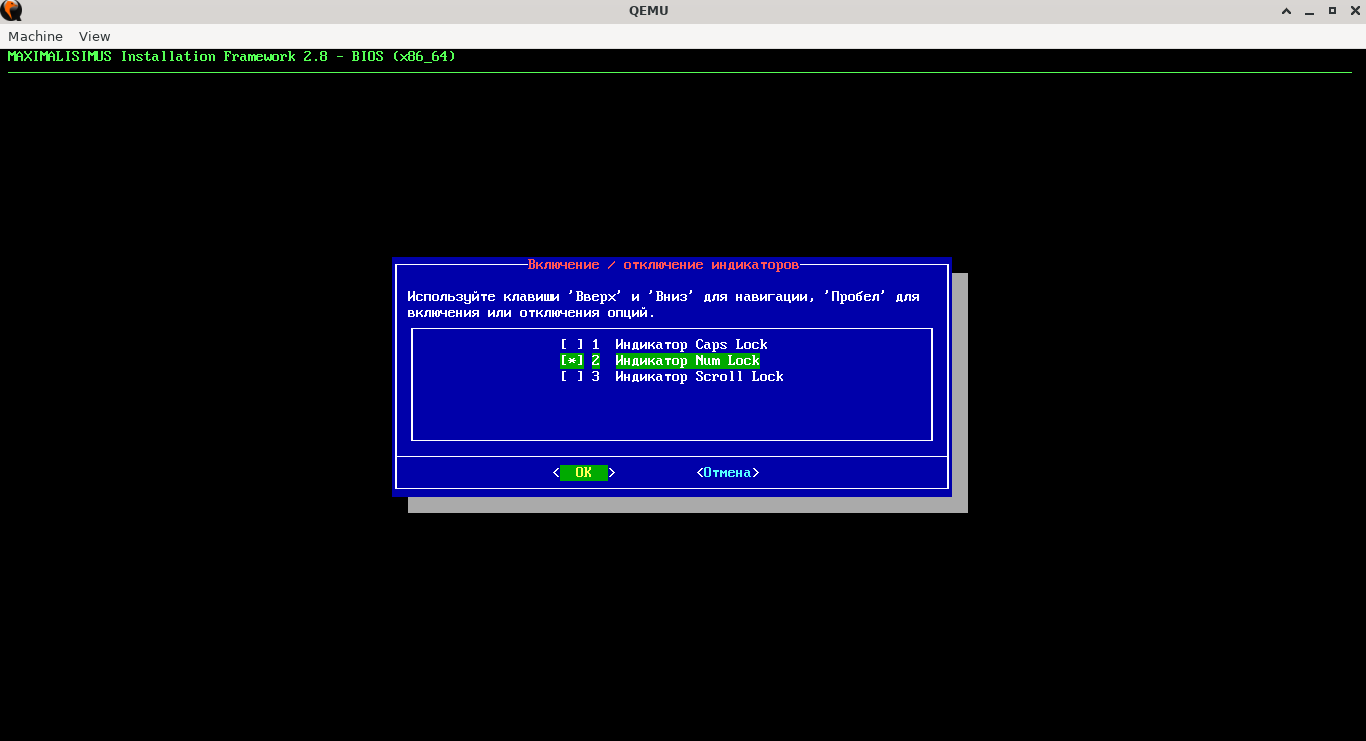 QEMU
Machine View
MAXIMALISIMUS Installation Framework 2.8 - BIOS (x86_64)
Включение / отключение индикаторов
Используйте клавиши 'Вверх' и 'Вниз' для навигации, 'Пробел' для
включения или отключения опций.
[ ] 1 Индикатор Caps Lock
[*] 2 Индикатор Num Lock
[ ] 3 Индикатор Scroll Lock
< OK > <Отмена>